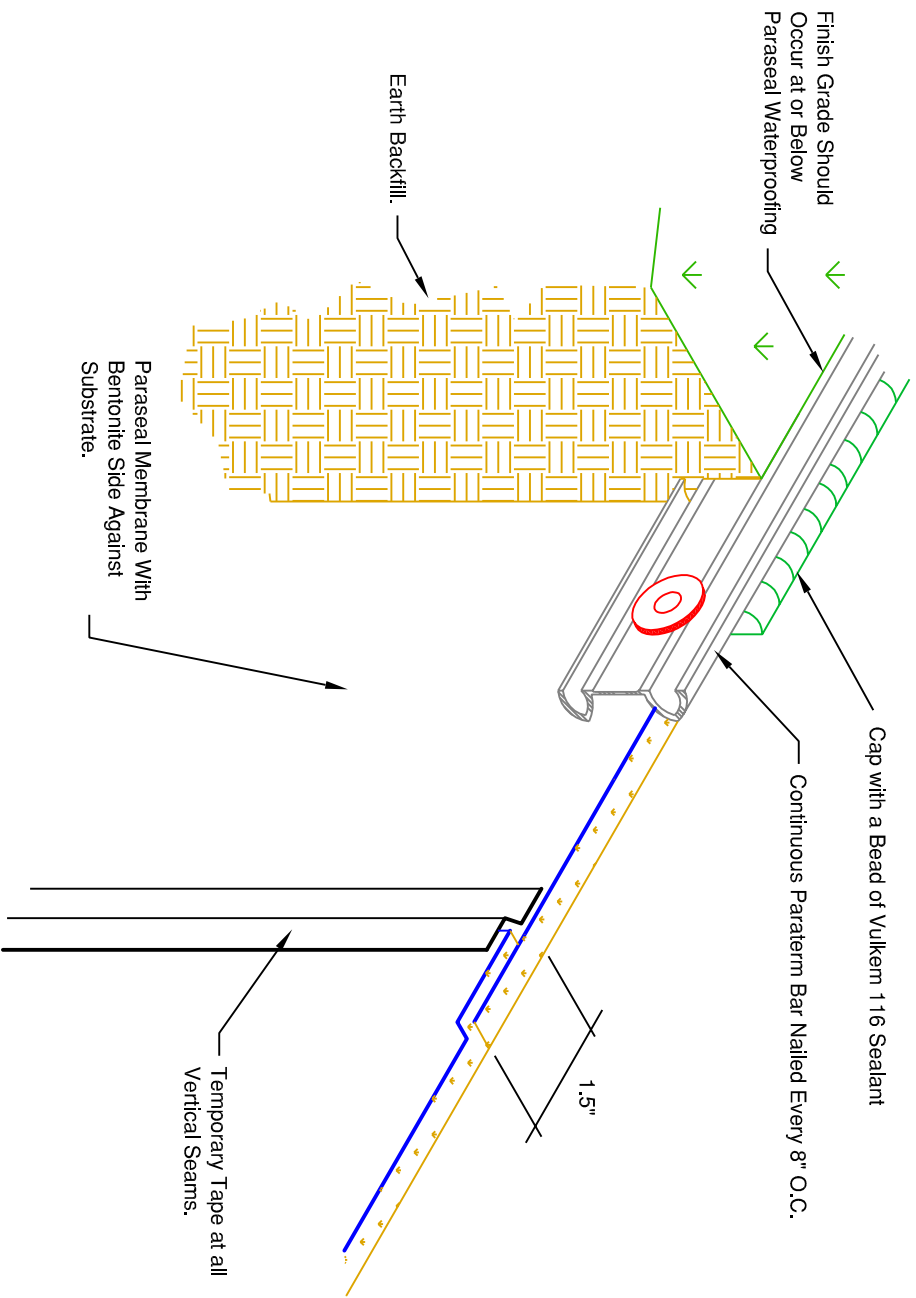 Finish Grade Should
Occur at or Below
Paraseal Waterproofing
Cap with a Bead of Vulkem 116 Sealant
Continuous Paraterm Bar Nailed Every 8" O.C.
Earth Backfill.
1.5"
Paraseal Membrane With
Bentonite Side Against
Substrate.
Temporary Tape at all
Vertical Seams.